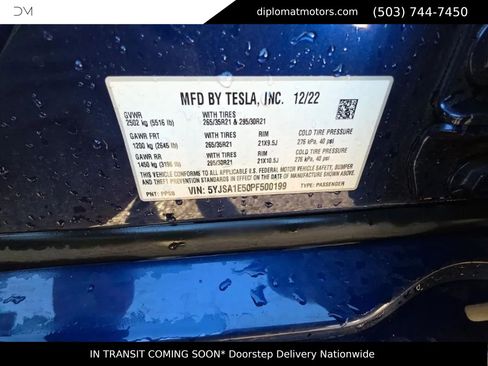 DM
diplomatmotors.com (503) 744-7450
MFD BY TESLA, INC. 12/22
GVWR WITH TIRES
2502 kg (5516 lb) 265/35R21 & 295/30R21
GAWR FRT WITH TIRES RIM COLD TIRE PRESSURE
1200 kg (2645 lb) 265/35R21 21X9.5J 276 kPa, 40 psi
GAWR RR WITH TIRES RIM COLD TIRE PRESSURE
1450 kg (3196 lb) 295/30R21 21X10.5J 276 kPa, 40 psi
THIS VEHICLE CONFORMS TO ALL APPLICABLE U.S. FEDERAL MOTOR VEHICLE SAFETY, BUMPER
AND THEFT PREVENTION STANDARDS IN EFFECT ON THE DATE OF MANUFACTURE SHOWN ABOVE.
PAINT: PPSB VIN: 5YJSA1E50PF500199 TYPE: PASSENGER
IN TRANSIT COMING SOON* Doorstep Delivery Nationwide